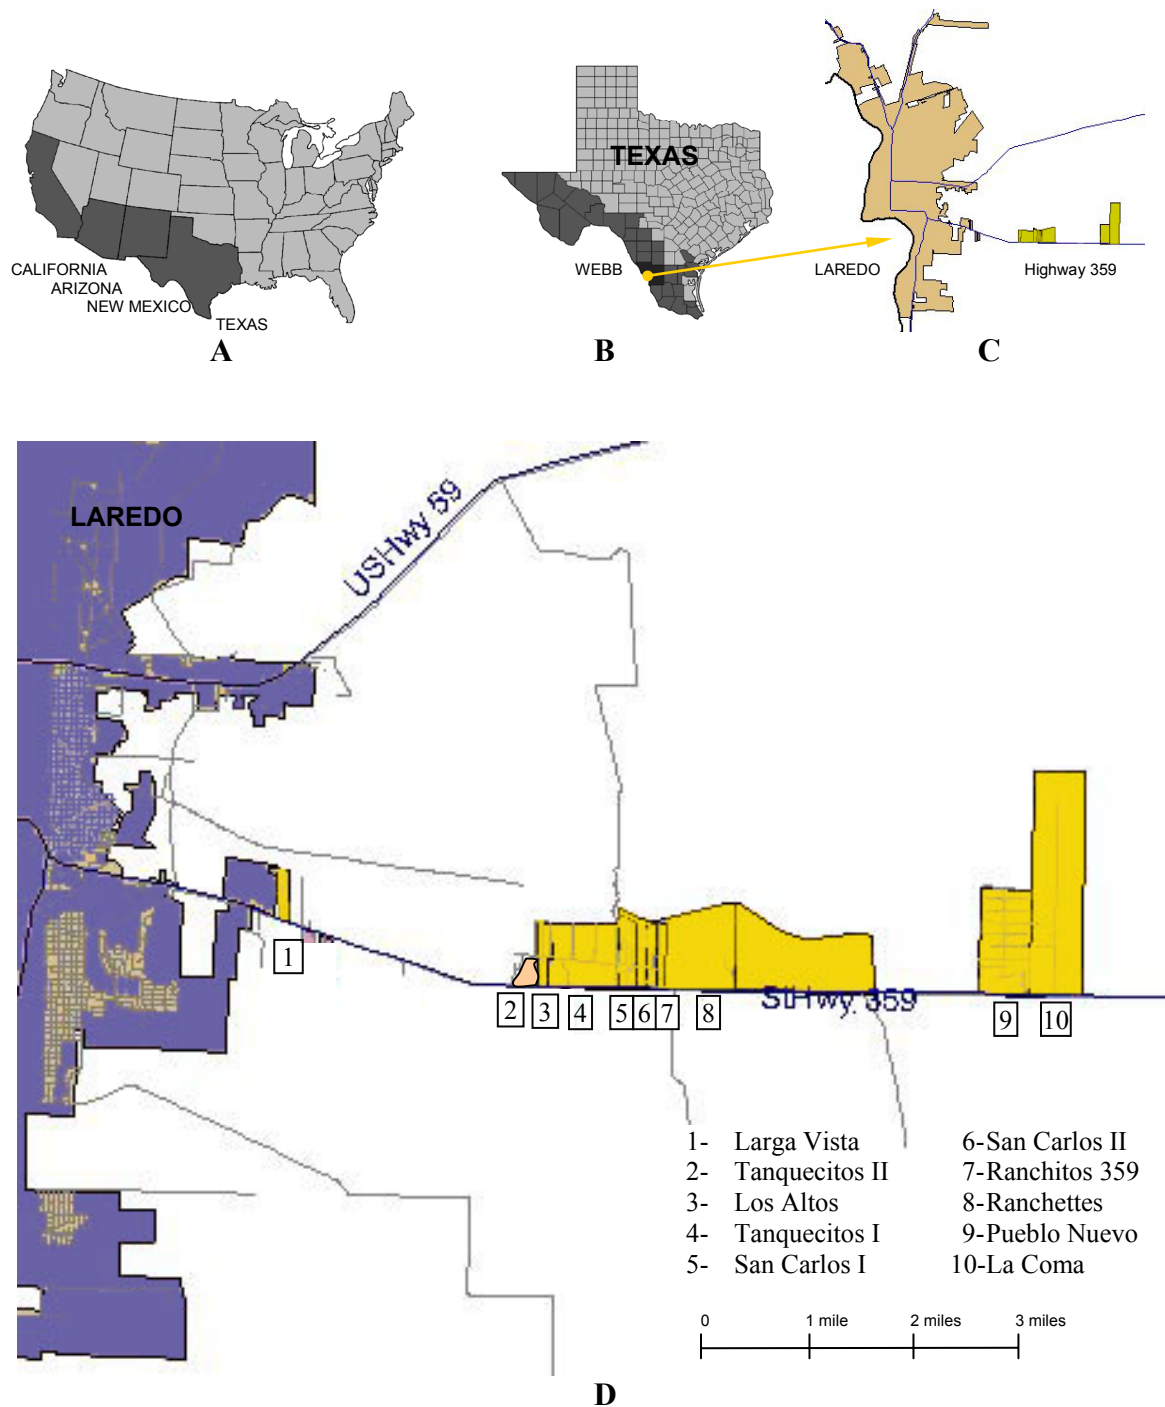 CALIFORNIA
ARIZONA
NEW MEXICO
TEXAS
A
TEXAS
WEBB
B
LAREDO
Highway 359
C
LAREDO
USHwy 59
1
2
3
4
5
6
7
8
StHwy. 359
9
10
1- Larga Vista
2- Tanquecitos II
3- Los Altos
4- Tanquecitos I
5- San Carlos I
6-San Carlos II
7-Ranchitos 359
8-Ranchettes
9-Pueblo Nuevo
10-La Coma
0 1 mile 2 miles 3 miles
D